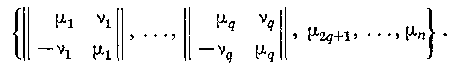 {‖ μ₁ ν₁ ‖, ..., ‖ μ_q ν_q ‖, μ_{2q+1}, ..., μ_n}.
‖ −ν₁ μ₁ ‖ ‖ −ν_q μ_q ‖